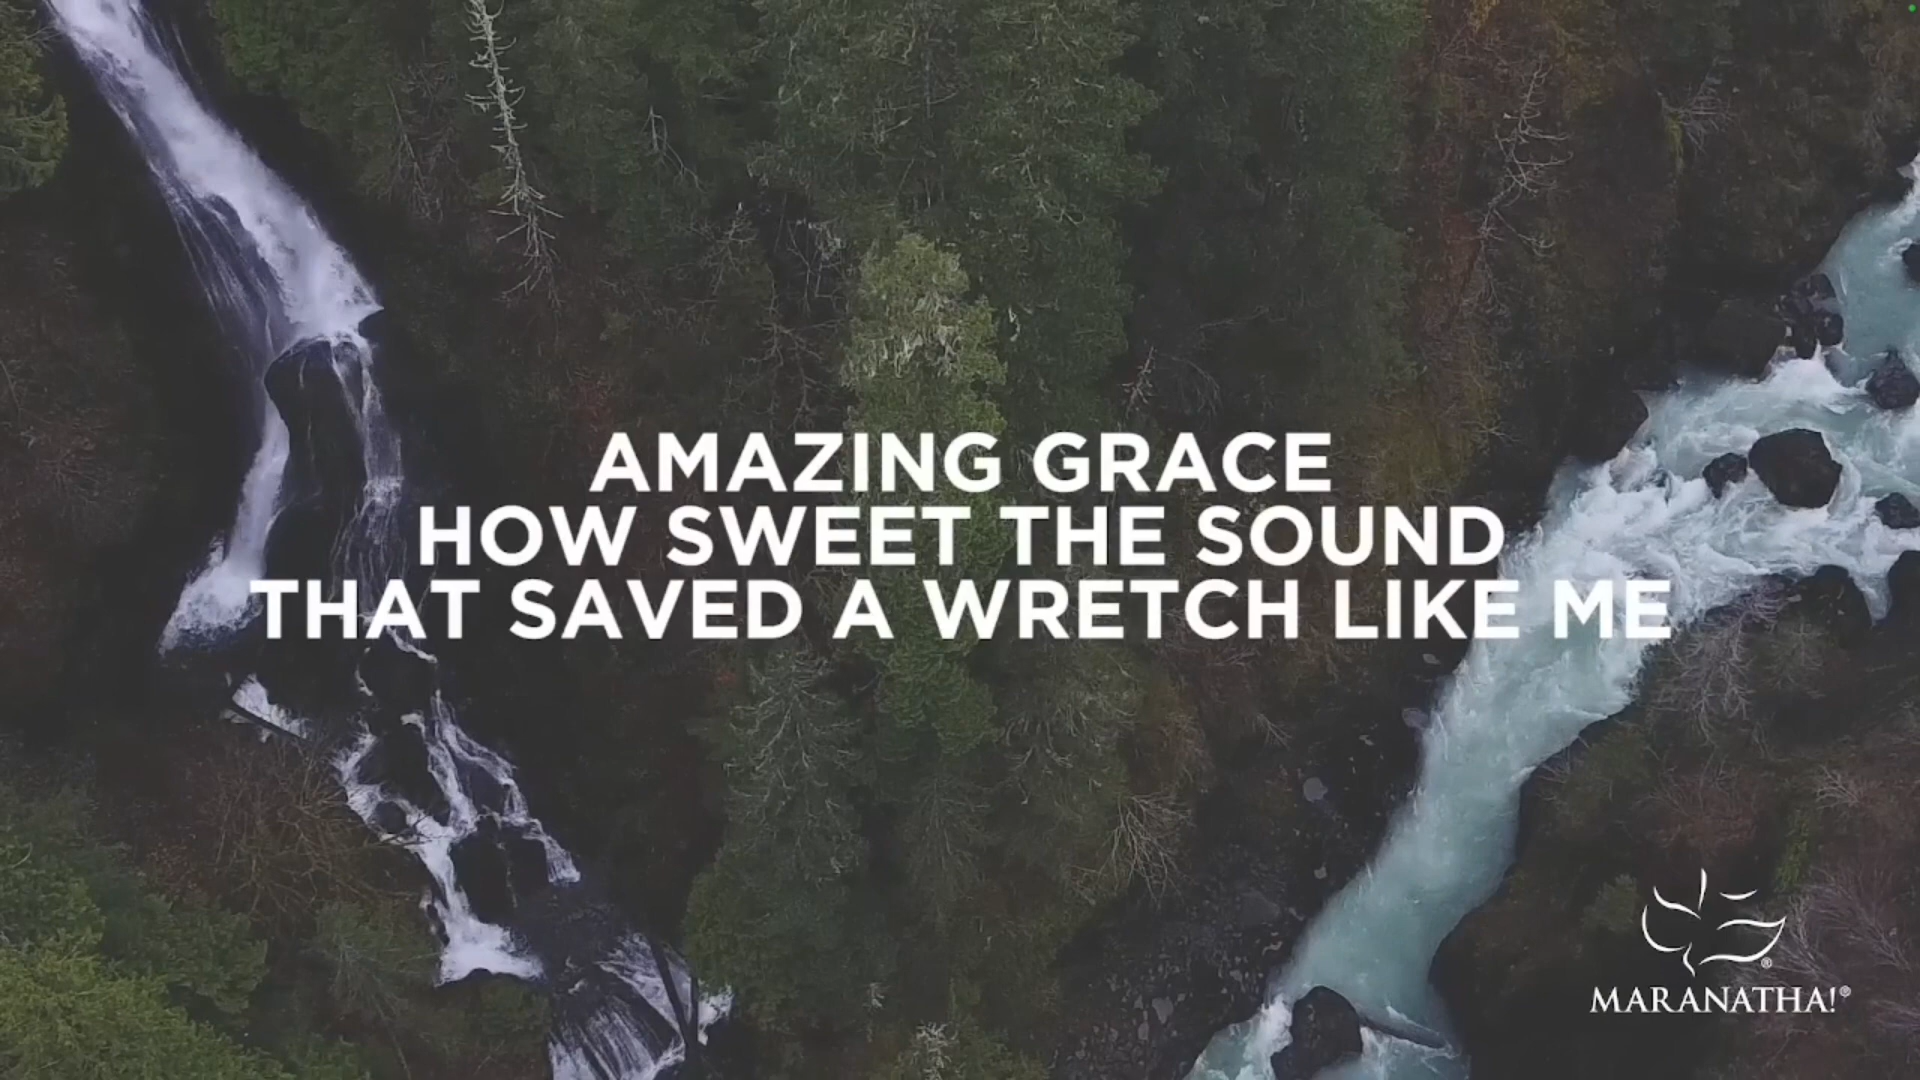 AMAZING GRACE
HOW SWEET THE SOUND
THAT SAVED A WRETCH LIKE ME
MARANATHA!®